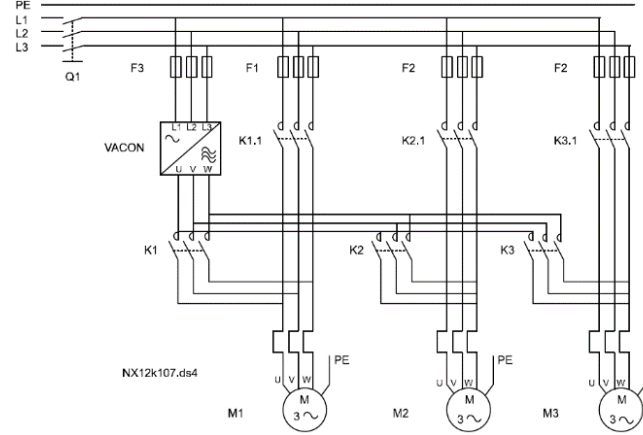 PE
L1
L2
L3
Q1
F3
F1
F2
F2
L1 L2 L3
VACON
U V W
K1.1
K2.1
K3.1
K1
K2
K3
NX12k107.ds4
PE
PE
U V W
U V W
U V W
M1
M
3
M2
M
3
M3
M
3